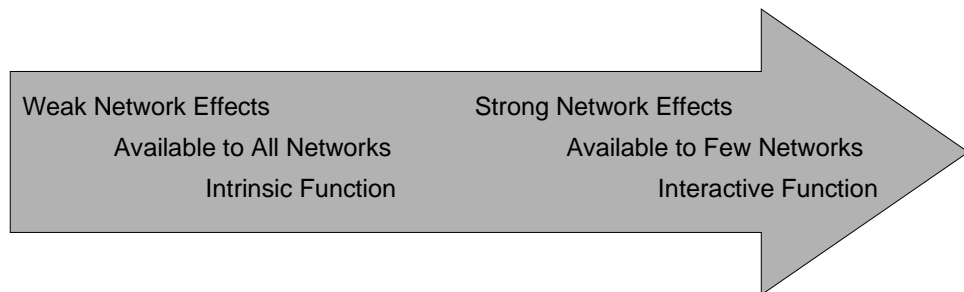 Weak Network Effects
Available to All Networks
Intrinsic Function
Strong Network Effects
Available to Few Networks
Interactive Function